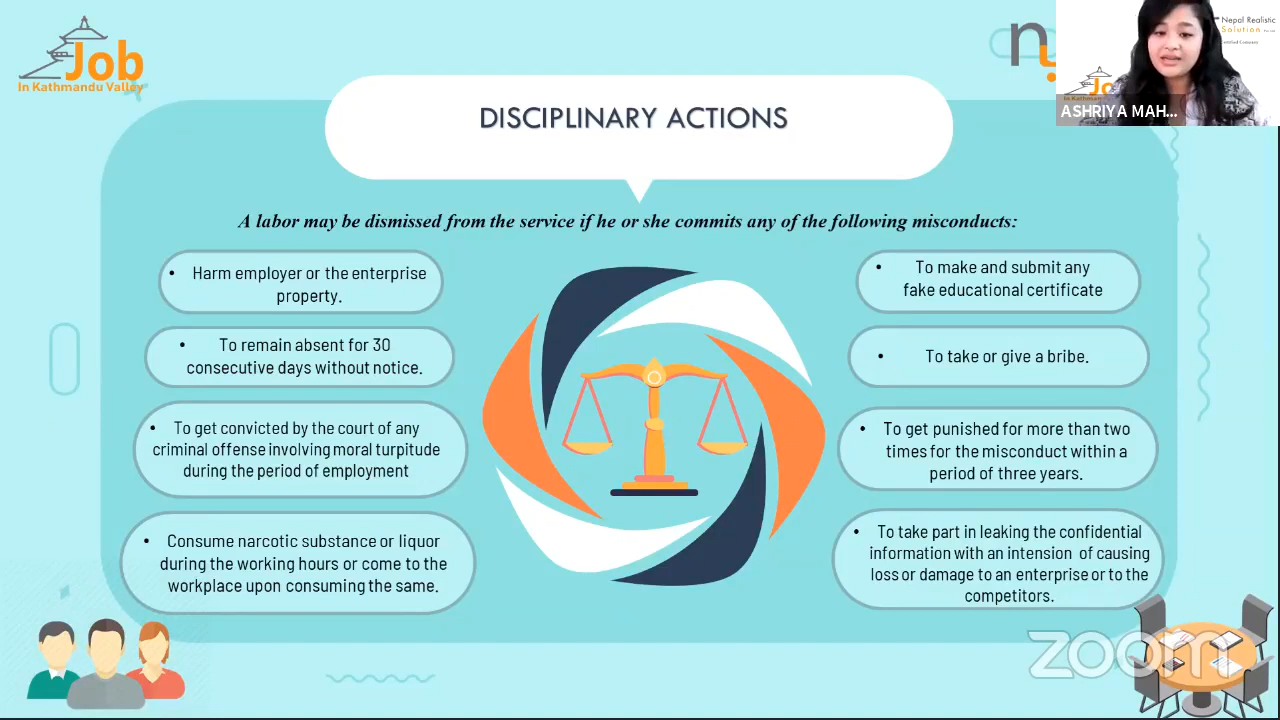 Job
In Kathmandu Valley
n
Nepal Realistic
Solution
ASHRIYA MAH...
DISCIPLINARY ACTIONS
A labor may be dismissed from the service if he or she commits any of the following misconducts:
• Harm employer or the enterprise
property.
• To remain absent for 30
consecutive days without notice.
• To get convicted by the court of any
criminal offense involving moral turpitude
during the period of employment
• Consume narcotic substance or liquor
during the working hours or come to the
workplace upon consuming the same.
• To make and submit any
fake educational certificate
• To take or give a bribe.
• To get punished for more than two
times for the misconduct within a
period of three years.
• To take part in leaking the confidential
information with an intension of causing
loss or damage to an enterprise or to the
competitors.
zoom